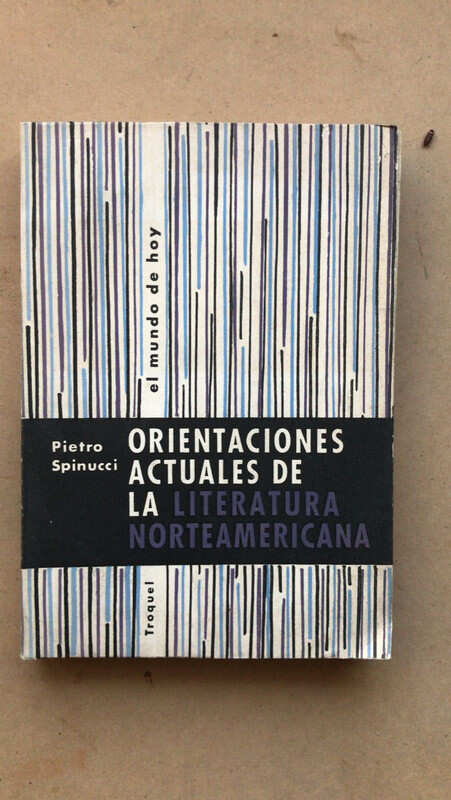 el mundo de hoy
Pietro
Spinucci
ORIENTACIONES
ACTUALES DE
LA LITERATURA
NORTEAMERICANA
Troquel